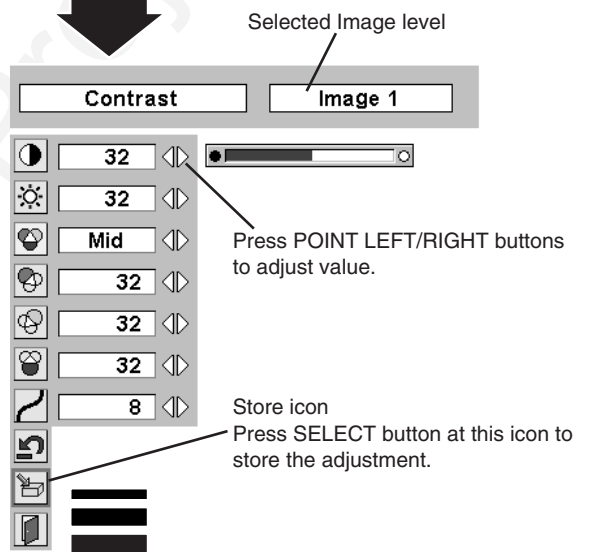 Selected Image level
Contrast
Image 1
32
32
Mid
Press POINT LEFT/RIGHT buttons
to adjust value.
32
32
32
8
Store icon
Press SELECT button at this icon to
store the adjustment.